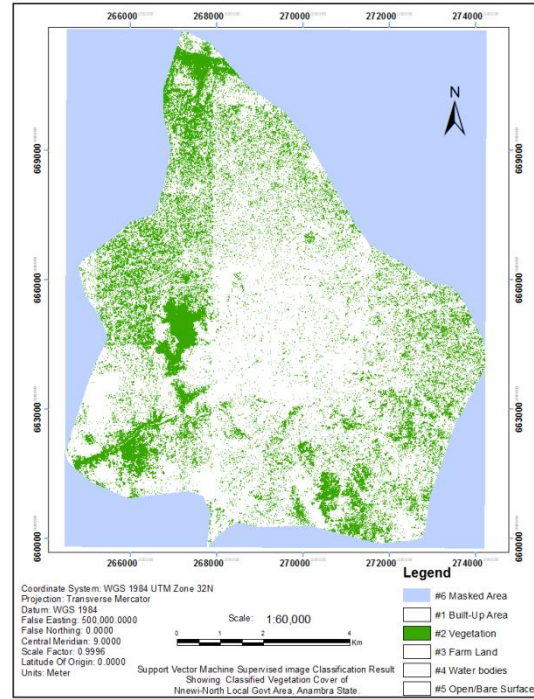 266000 268000 270000 272000 274000
N
669000 669000
666000 666000
663000 663000
660000 660000
266000 268000 270000 272000 274000
Coordinate System: WGS 1984 UTM Zone 32N
Projection: Transverse Mercator
Datum: WGS 1984
False Easting: 500,000.0000
False Northing: 0.0000
Central Meridian: 9.0000
Scale Factor: 0.9996
Latitude Of Origin: 0.0000
Units: Meter
Scale: 1:60,000
0 1 2 4
Km
Support Vector Machine Supervised image Classification Result
Showing Classified Vegetation Cover of
Nnewi-North Local Govt Area, Anambra State.
Legend
#6 Masked Area
#1 Built-Up Area
#2 Vegetation
#3 Farm Land
#4 Water bodies
#5 Open/Bare Surface